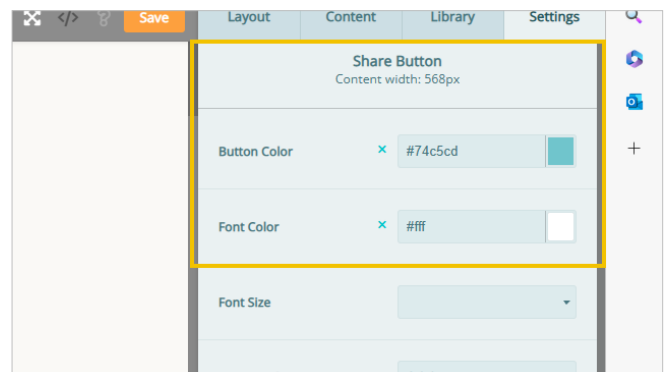 </> ? Save Layout Content Library Settings
Share Button
Content width: 568px
Button Color × #74c5cd
Font Color × #fff
Font Size